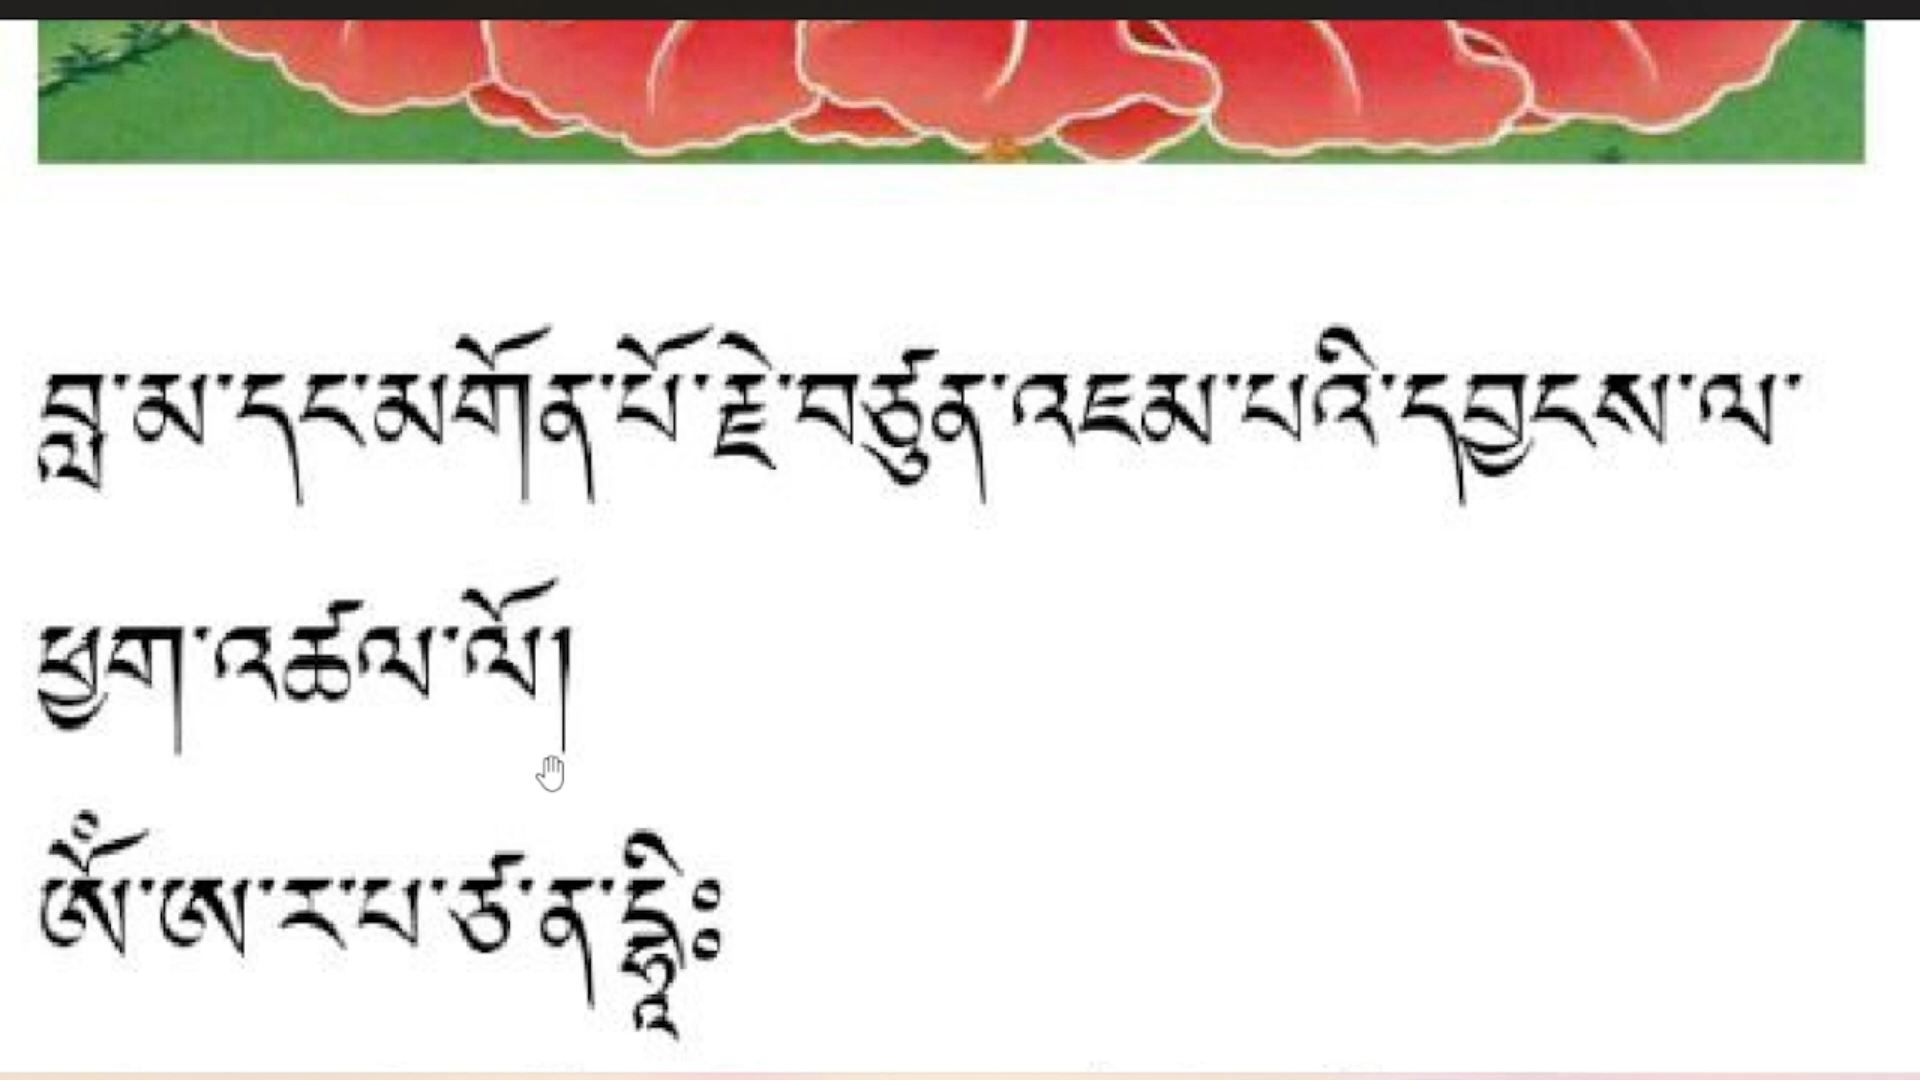 བླ་མ་དང་མགོན་པོ་རྗེ་བཙུན་འཇམ་པའི་དབྱངས་ལ་
ཕྱག་འཚལ་ལོ།
ཨོཾ་ཨ་ར་པ་ཙ་ན་དྷཱིཿ